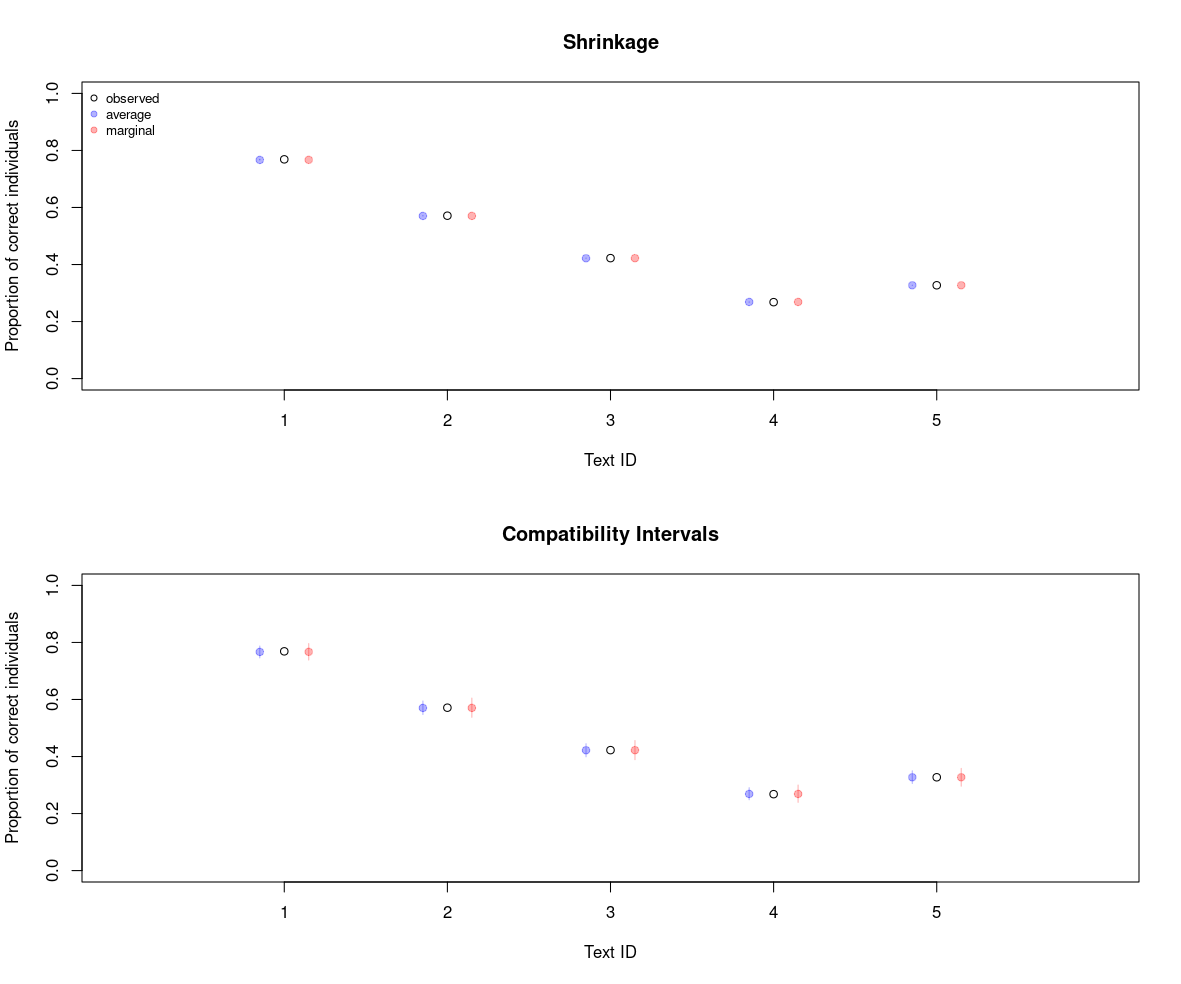 Shrinkage
Proportion of correct individuals
1.0
0.8
0.6
0.4
0.2
0.0
observed
average
marginal
1 2 3 4 5
Text ID
Compatibility Intervals
Proportion of correct individuals
1.0
0.8
0.6
0.4
0.2
0.0
1 2 3 4 5
Text ID